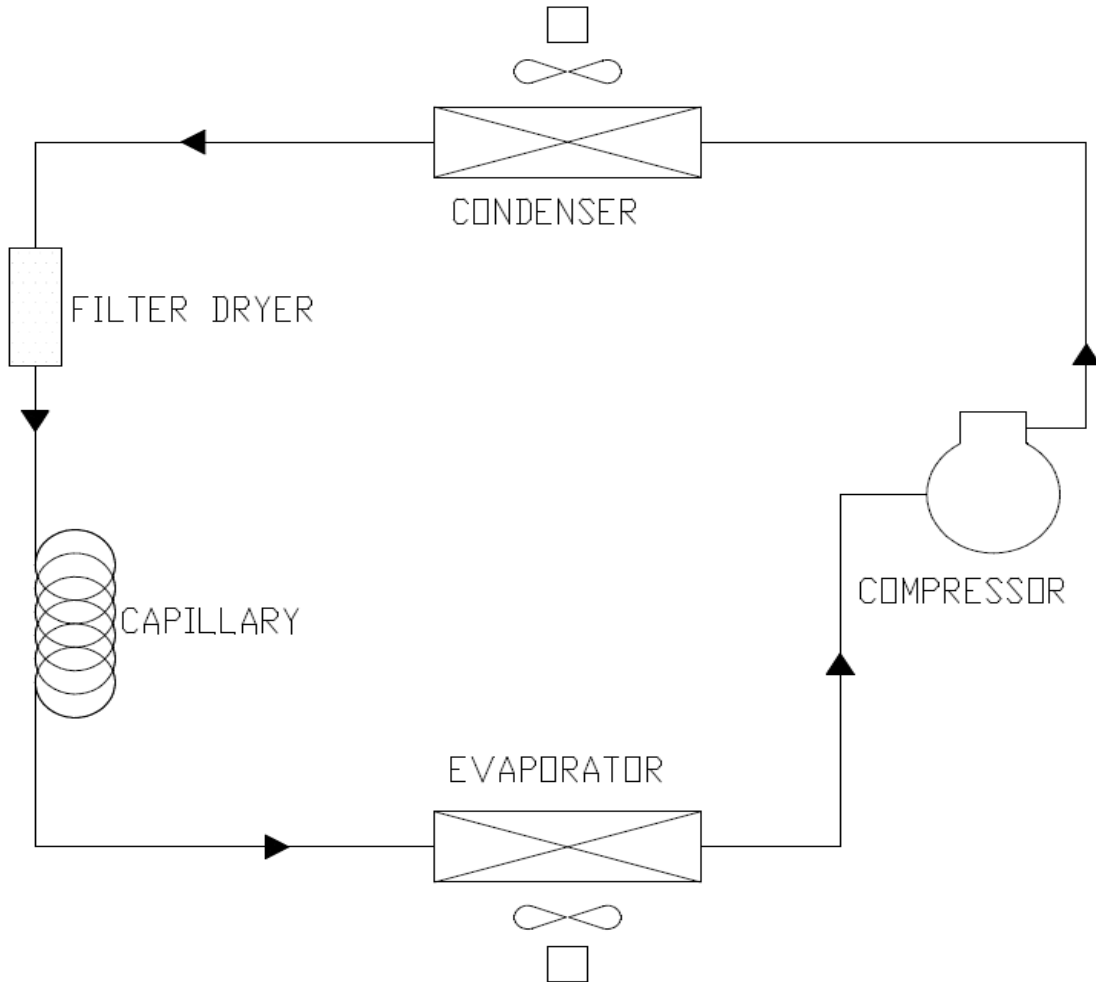 CONDENSER
FILTER DRYER
COMPRESSOR
CAPILLARY
EVAPORATOR